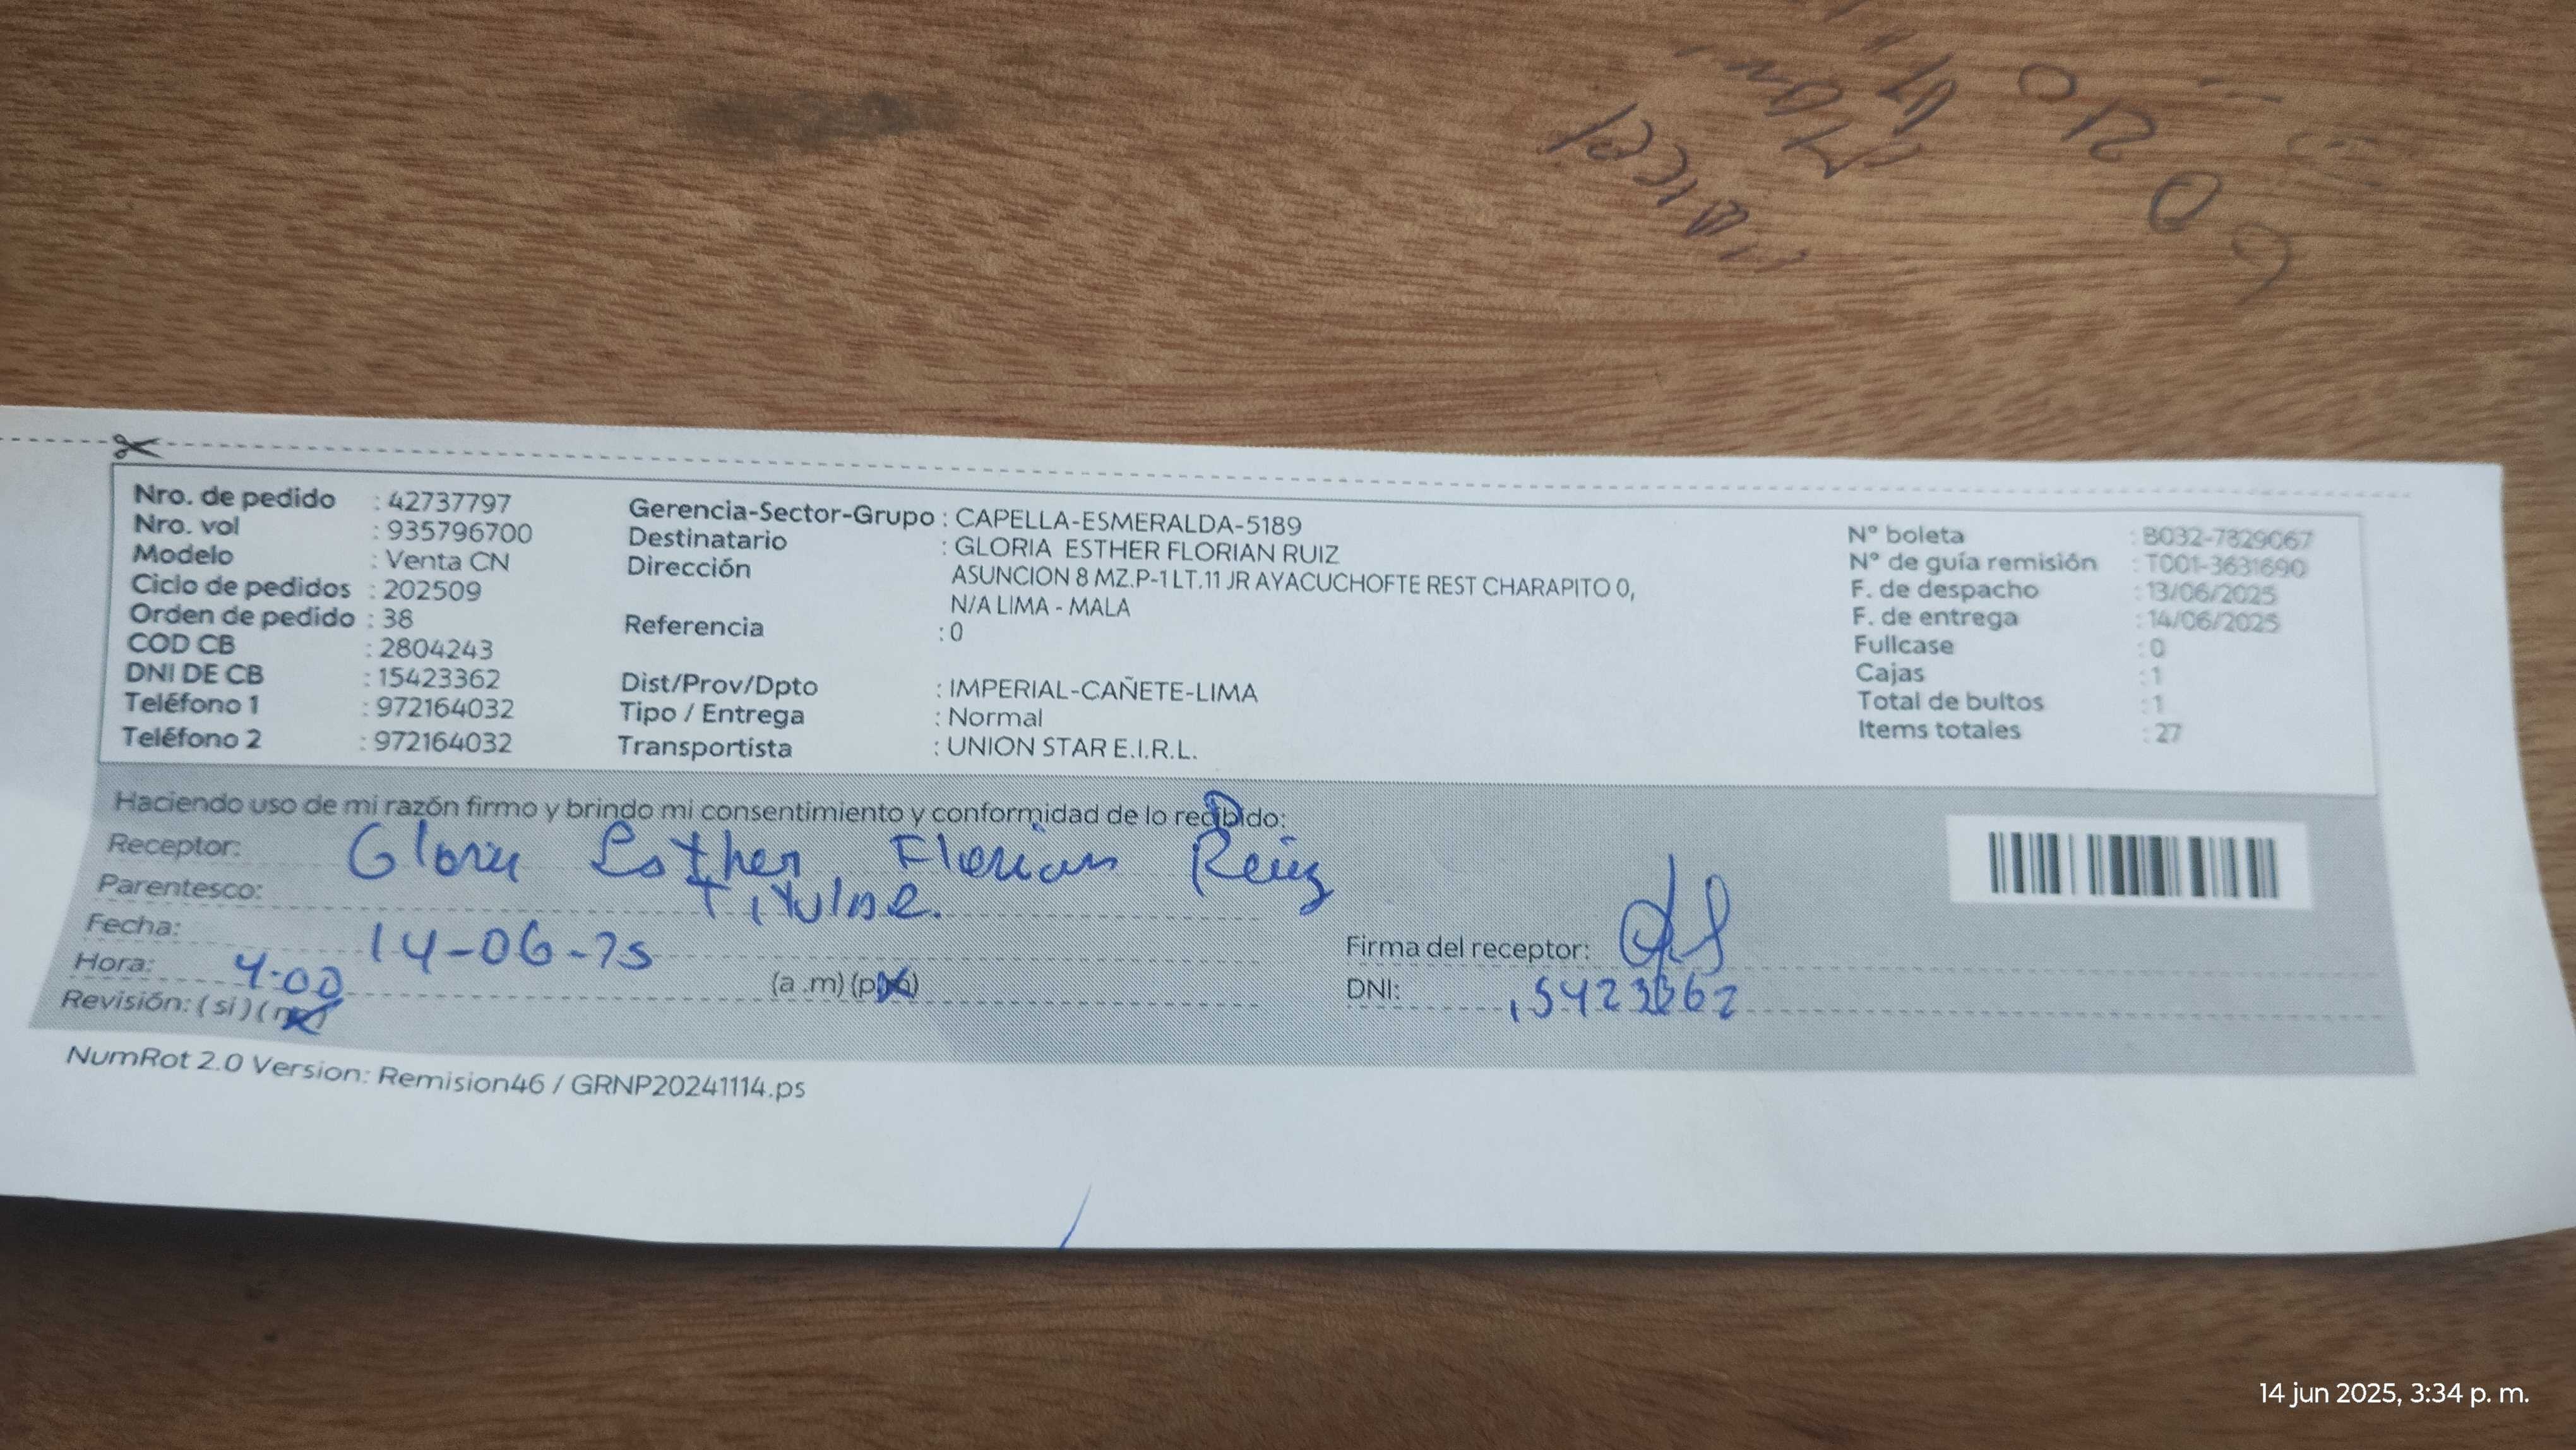 Nro. de pedido : 42737797
Nro. vol : 935796700
Modelo : Venta CN
Ciclo de pedidos : 202509
Orden de pedido : 38
COD CB : 2804243
DNI DE CB : 15423362
Teléfono 1 : 972164032
Teléfono 2 : 972164032
Gerencia-Sector-Grupo : CAPELLA-ESMERALDA-5189
Destinatario : GLORIA ESTHER FLORIAN RUIZ
Dirección ASUNCION 8 MZ.P-1 LT.11 JR AYACUCHOFTE REST CHARAPITO 0,
N/A LIMA - MALA
Referencia : 0
Dist/Prov/Dpto : IMPERIAL-CAÑETE-LIMA
Tipo / Entrega : Normal
Transportista : UNION STAR E.I.R.L.
N° boleta : B032-7829067
N° de guía remisión : T001-3631690
F. de despacho : 13/06/2025
F. de entrega : 14/06/2025
Fullcase : 0
Cajas : 1
Total de bultos : 1
Items totales : 27
Haciendo uso de mi razón firmo y brindo mi consentimiento y conformidad de lo recibido:
Receptor: Gloria Esther Florian Ruiz
Parentesco: Titular.
Fecha: 14-06-25
Hora: 4:00 (a .m) (p.m)
Revisión: ( si ) ( no )
Firma del receptor:
DNI: 15423362
NumRot 2.0 Version: Remision46 / GRNP20241114.ps
14 jun 2025, 3:34 p. m.